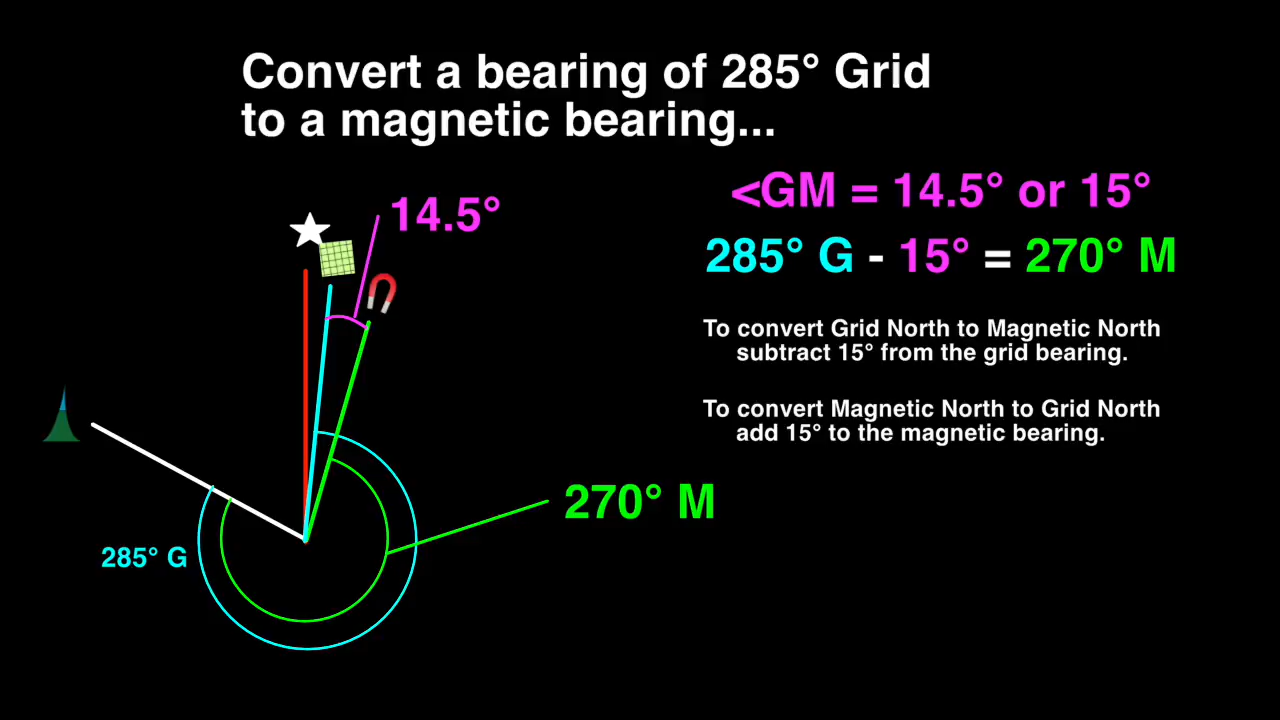 Convert a bearing of 285° Grid
to a magnetic bearing...
<GM = 14.5° or 15°
14.5°
285° G - 15° = 270° M
To convert Grid North to Magnetic North
subtract 15° from the grid bearing.
To convert Magnetic North to Grid North
add 15° to the magnetic bearing.
270° M
285° G